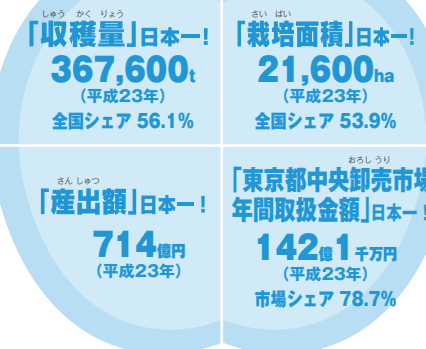 しゅう かく りょう
「収穫量」日本一!
367,600t
(平成23年)
全国シェア 56.1%
さい ばい
「栽培面積」日本一!
21,600ha
(平成23年)
全国シェア 53.9%
さん しゅつ
「産出額」日本一!
714億円
(平成23年)
おろし うり
「東京都中央卸売市場
年間取扱金額」日本一!
142億1千万円
(平成23年)
市場シェア 78.7%